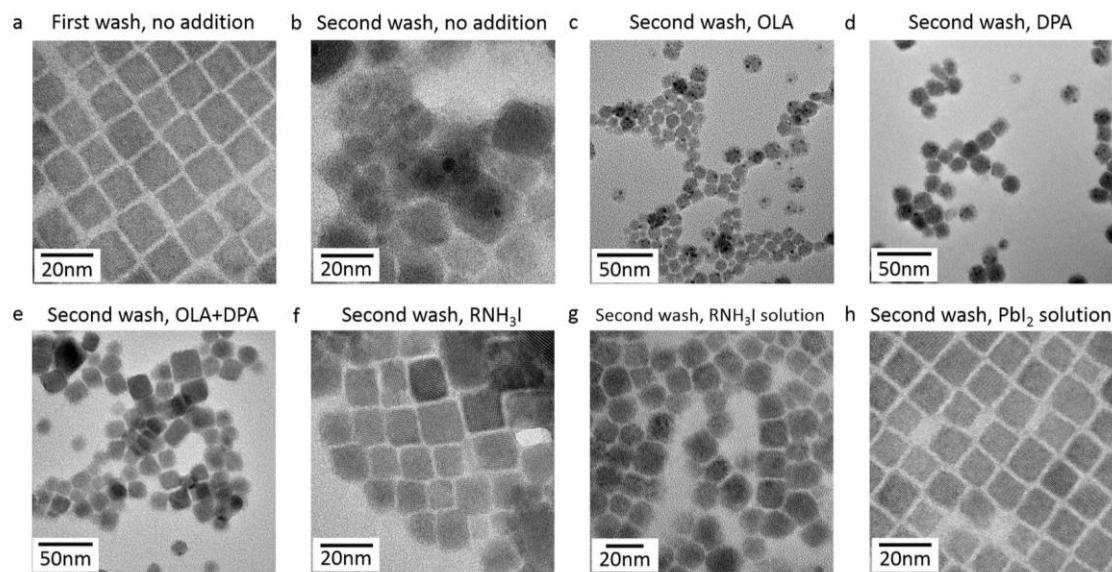 a First wash, no addition
20nm
b Second wash, no addition
20nm
c Second wash, OLA
50nm
d Second wash, DPA
50nm
e Second wash, OLA+DPA
50nm
f Second wash, RNH₃I
20nm
g Second wash, RNH₃I solution
20nm
h Second wash, PbI₂ solution
20nm